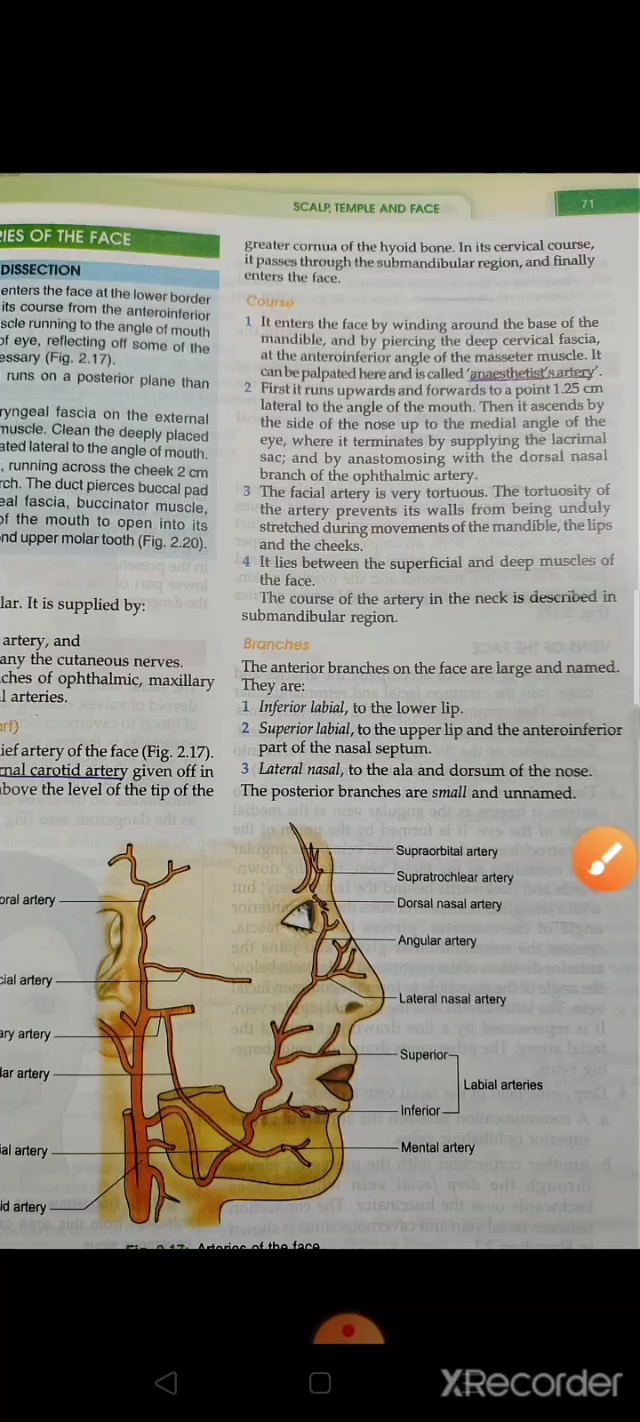 SCALP, TEMPLE AND FACE
71
IES OF THE FACE
DISSECTION
enters the face at the lower border
its course from the anteroinferior
scle running to the angle of mouth
of eye, reflecting off some of the
essary (Fig. 2.17).
runs on a posterior plane than
ryngeal fascia on the external
muscle. Clean the deeply placed
ated lateral to the angle of mouth.
, running across the cheek 2 cm
rch. The duct pierces buccal pad
eal fascia, buccinator muscle,
of the mouth to open into its
nd upper molar tooth (Fig. 2.20).
lar. It is supplied by:
artery, and
any the cutaneous nerves.
ches of ophthalmic, maxillary
l arteries.
ief artery of the face (Fig. 2.17).
rnal carotid artery given off in
above the level of the tip of the
greater cornua of the hyoid bone. In its cervical course,
it passes through the submandibular region, and finally
enters the face.
Course
1 It enters the face by winding around the base of the
mandible, and by piercing the deep cervical fascia,
at the anteroinferior angle of the masseter muscle. It
can be palpated here and is called 'anaesthetist's artery'.
2 First it runs upwards and forwards to a point 1.25 cm
lateral to the angle of the mouth. Then it ascends by
the side of the nose up to the medial angle of the
eye, where it terminates by supplying the lacrimal
sac; and by anastomosing with the dorsal nasal
branch of the ophthalmic artery.
3 The facial artery is very tortuous. The tortuosity of
the artery prevents its walls from being unduly
stretched during movements of the mandible, the lips
and the cheeks.
4 It lies between the superficial and deep muscles of
the face.
The course of the artery in the neck is described in
submandibular region.
Branches
The anterior branches on the face are large and named.
They are:
1 Inferior labial, to the lower lip.
2 Superior labial, to the upper lip and the anteroinferior
part of the nasal septum.
3 Lateral nasal, to the ala and dorsum of the nose.
The posterior branches are small and unnamed.
Supraorbital artery
Supratrochlear artery
Dorsal nasal artery
Angular artery
Lateral nasal artery
Superior
Labial arteries
Inferior
Mental artery
oral artery
cial artery
ary artery
lar artery
ial artery
id artery
Arteries of the face
XRecorder